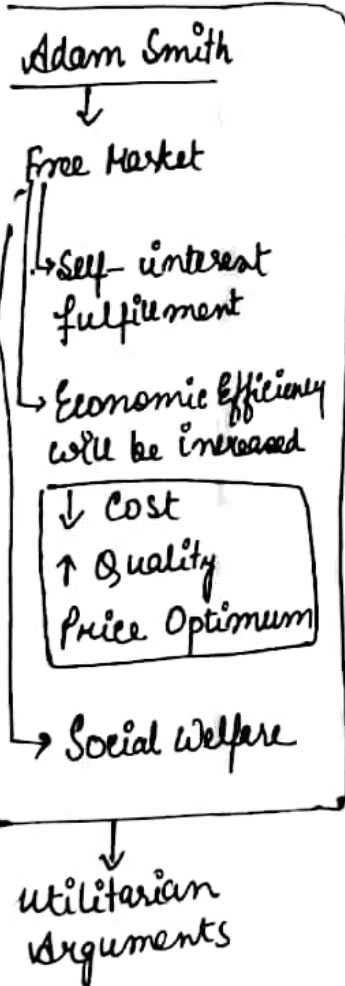 Adam Smith
↓
Free Market
→ Self-interest
fulfillment
→ Economic Efficiency
will be increased
↓ Cost
↑ Quality
Price Optimum
→ Social Welfare
↓
Utilitarian
Arguments